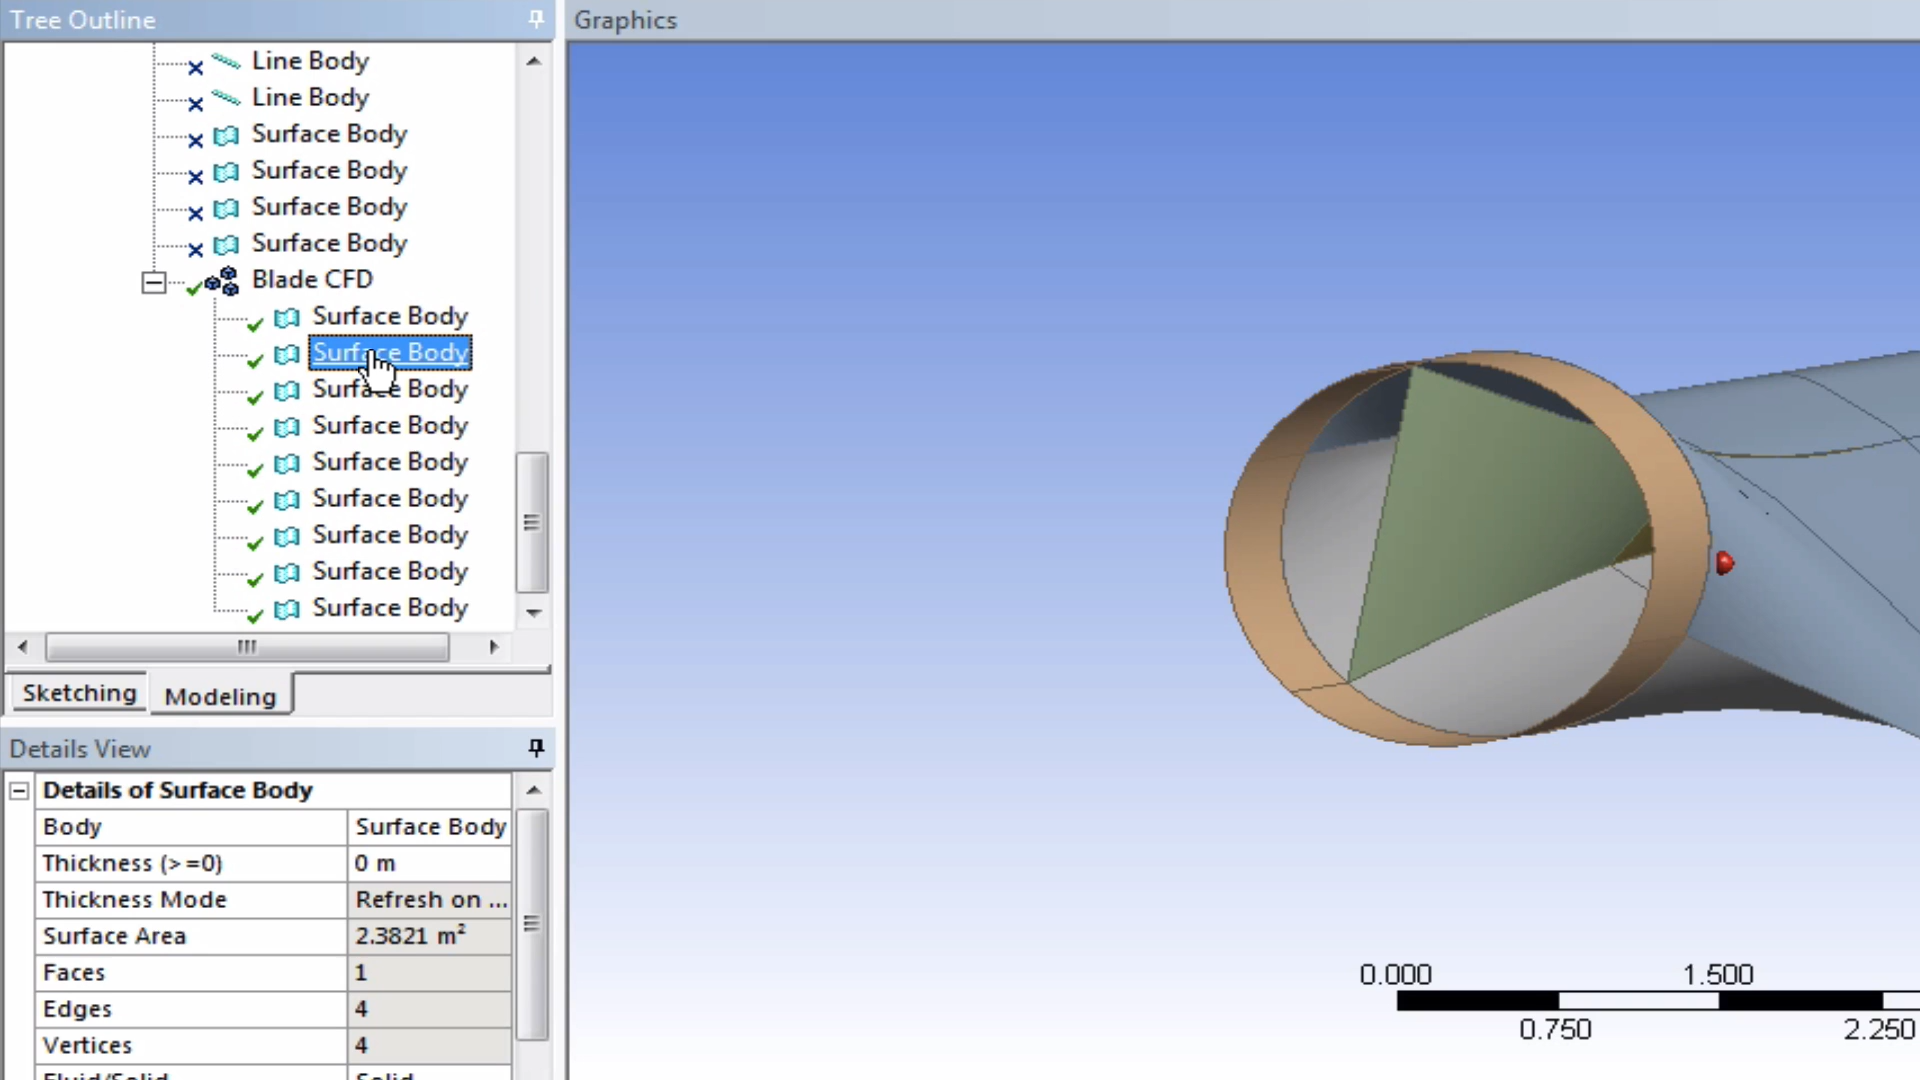 Tree Outline
Line Body
Line Body
Surface Body
Surface Body
Surface Body
Surface Body
Blade CFD
Surface Body
Surface Body
Surface Body
Surface Body
Surface Body
Surface Body
Surface Body
Surface Body
Surface Body
Sketching Modeling
Details View
Details of Surface Body
Body Surface Body
Thickness (>=0) 0 m
Thickness Mode Refresh on ...
Surface Area 2.3821 m²
Faces 1
Edges 4
Vertices 4
Fluid/Solid Solid
Graphics
0.000 1.500
0.750 2.250